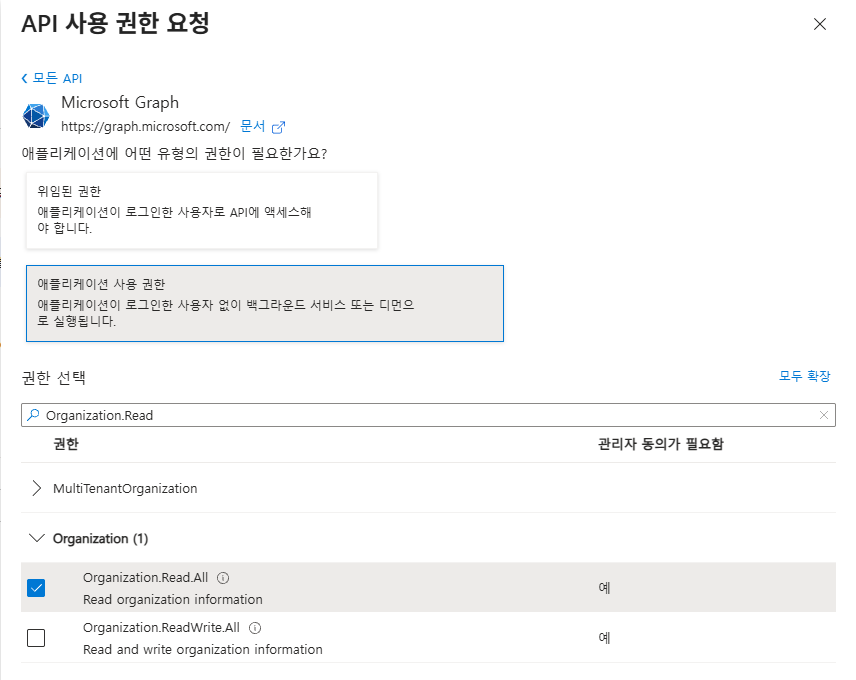 API 사용 권한 요청
모든 API
Microsoft Graph
https://graph.microsoft.com/ 문서
애플리케이션에 어떤 유형의 권한이 필요한가요?
위임된 권한
애플리케이션이 로그인한 사용자로 API에 액세스해
야 합니다.
애플리케이션 사용 권한
애플리케이션이 로그인한 사용자 없이 백그라운드 서비스 또는 디먼으
로 실행됩니다.
권한 선택 모두 확장
Organization.Read
권한 관리자 동의가 필요함
MultiTenantOrganization
Organization (1)
Organization.Read.All
Read organization information
예
Organization.ReadWrite.All
Read and write organization information
예